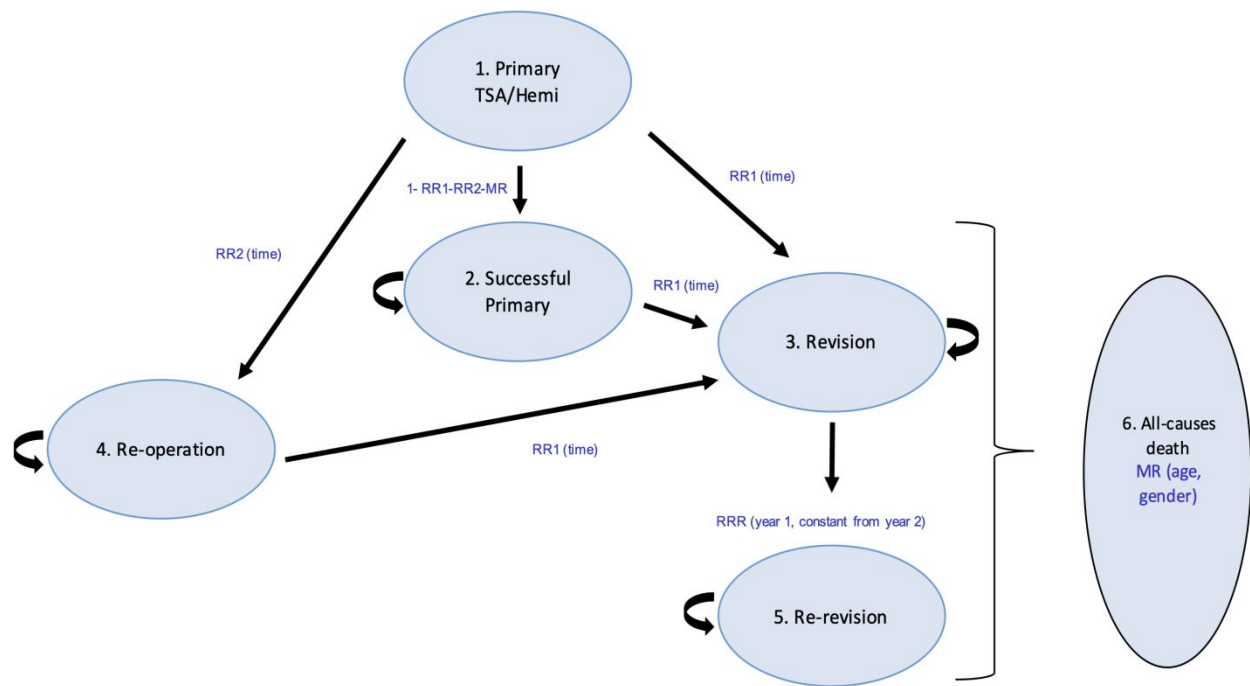 1. Primary
TSA/Hemi
RR1 (time)
1- RR1-RR2-MR
RR2 (time)
2. Successful
Primary
RR1 (time)
3. Revision
4. Re-operation
RR1 (time)
6. All-causes
death
MR (age,
gender)
RRR (year 1, constant from year 2)
5. Re-revision